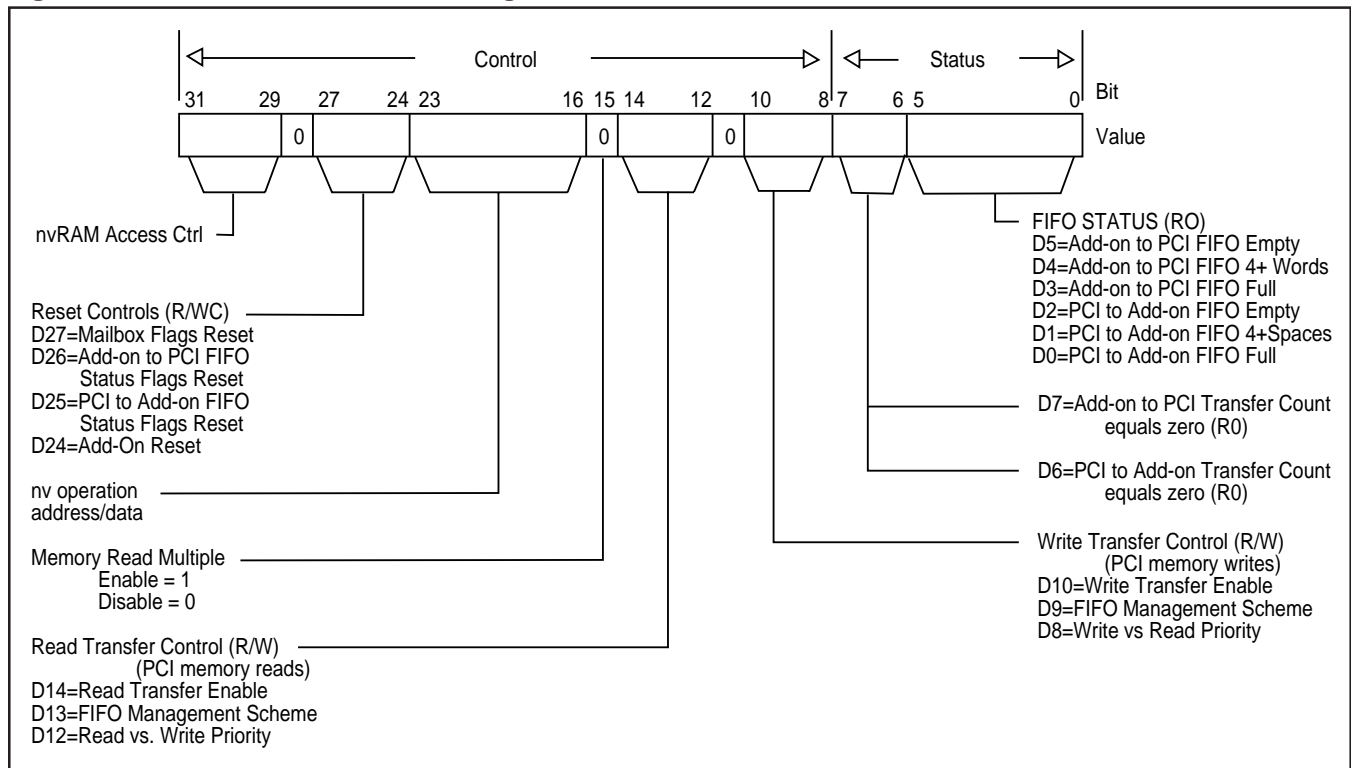 Control Status
31 29 27 24 23 16 15 14 12 10 8 7 6 5 0 Bit
0 0 0 Value
nvRAM Access Ctrl
Reset Controls (R/WC)
D27=Mailbox Flags Reset
D26=Add-on to PCI FIFO
Status Flags Reset
D25=PCI to Add-on FIFO
Status Flags Reset
D24=Add-On Reset
nv operation
address/data
Memory Read Multiple
Enable = 1
Disable = 0
Read Transfer Control (R/W)
(PCI memory reads)
D14=Read Transfer Enable
D13=FIFO Management Scheme
D12=Read vs. Write Priority
FIFO STATUS (RO)
D5=Add-on to PCI FIFO Empty
D4=Add-on to PCI FIFO 4+ Words
D3=Add-on to PCI FIFO Full
D2=PCI to Add-on FIFO Empty
D1=PCI to Add-on FIFO 4+Spaces
D0=PCI to Add-on FIFO Full
D7=Add-on to PCI Transfer Count
equals zero (R0)
D6=PCI to Add-on Transfer Count
equals zero (R0)
Write Transfer Control (R/W)
(PCI memory writes)
D10=Write Transfer Enable
D9=FIFO Management Scheme
D8=Write vs Read Priority